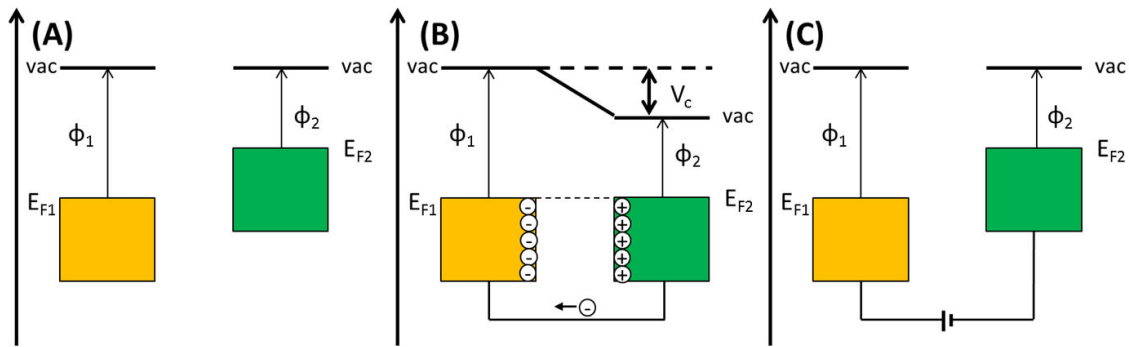 (A)
vac
vac
ϕ1
ϕ2
EF1
EF2
(B)
vac
Vc
vac
ϕ1
ϕ2
EF1
EF2
- + 
- +
- +
- +
- +
-
(C)
vac
vac
ϕ1
ϕ2
EF1
EF2